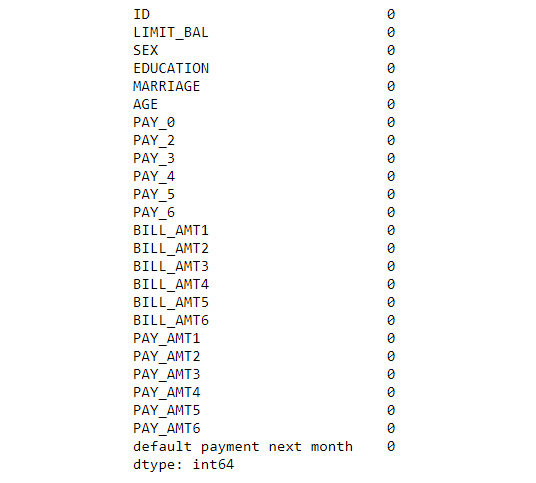 ID 0
LIMIT_BAL 0
SEX 0
EDUCATION 0
MARRIAGE 0
AGE 0
PAY_0 0
PAY_2 0
PAY_3 0
PAY_4 0
PAY_5 0
PAY_6 0
BILL_AMT1 0
BILL_AMT2 0
BILL_AMT3 0
BILL_AMT4 0
BILL_AMT5 0
BILL_AMT6 0
PAY_AMT1 0
PAY_AMT2 0
PAY_AMT3 0
PAY_AMT4 0
PAY_AMT5 0
PAY_AMT6 0
default payment next month 0
dtype: int64